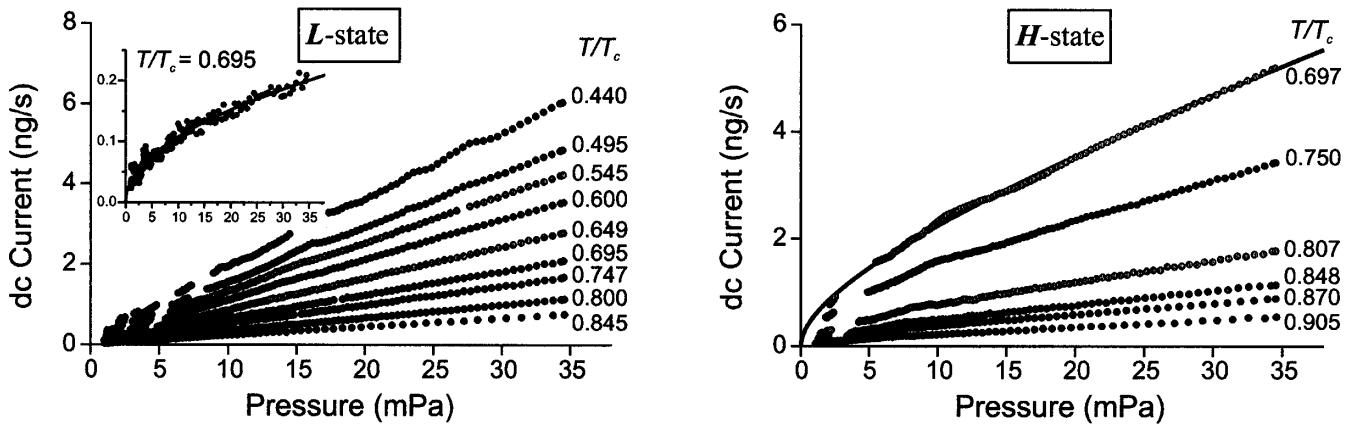 L-state
T/Tc
T/Tc = 0.695
0.2
0.1
0.0
0 5 10 15 20 25 30 35
0.440
0.495
0.545
0.600
0.649
0.695
0.747
0.800
0.845
8
6
4
2
0
dc Current (ng/s)
0 5 10 15 20 25 30 35
Pressure (mPa)
H-state
T/Tc
0.697
0.750
0.807
0.848
0.870
0.905
6
4
2
0
dc Current (ng/s)
0 5 10 15 20 25 30 35
Pressure (mPa)